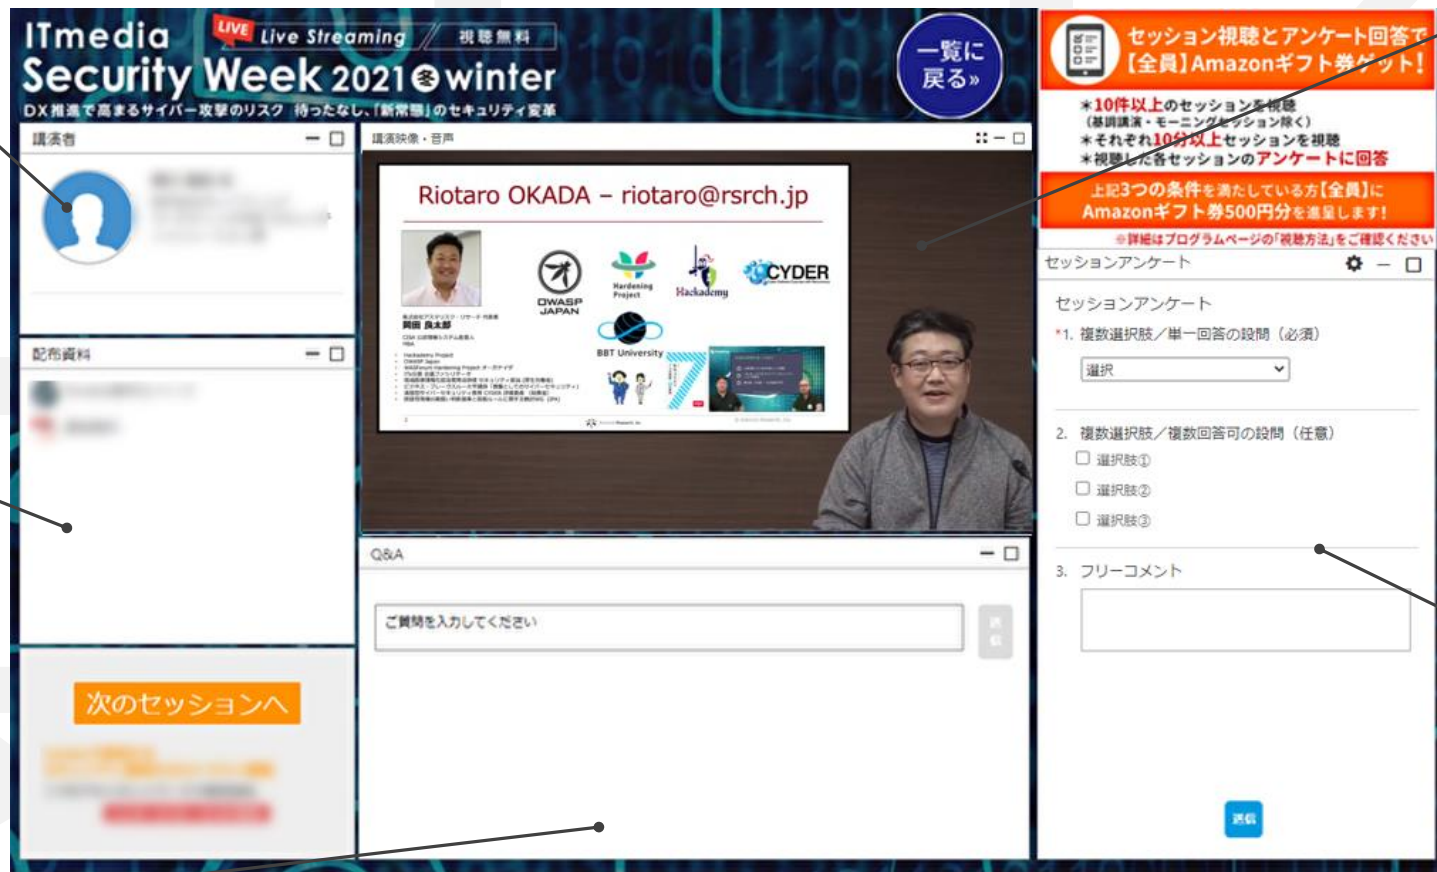 ITmedia
LIVE Live Streaming // 視聴無料
Security Week 2021 冬 winter
DX推進で高まるサイバー攻撃のリスク 待ったなし、「新常態」のセキュリティ変革
一覧に
戻る»
セッション視聴とアンケート回答で
【全員】Amazonギフト券ゲット!
＊10件以上のセッションを視聴
(基調講演・モーニングセッション除く)
＊それぞれ10分以上セッションを視聴
＊視聴した各セッションのアンケートに回答
上記3つの条件を満たしている方【全員】に
Amazonギフト券500円分を進呈します!
※詳細はプログラムページの「視聴方法」をご確認ください
講演者
配布資料
次のセッションへ
講演映像・音声
Riotaro OKADA – riotaro@rsrch.jp
OWASP
JAPAN
Hardening
Project
Hackademy
CYDER
BBT University
岡田 良太郎
MBA
Hackademy Project
OWASP Japan
Q&A
ご質問を入力してください
送信
セッションアンケート
セッションアンケート
*1. 複数選択肢／単一回答の設問（必須）
選択
2. 複数選択肢／複数回答可の設問（任意）
選択肢①
選択肢②
選択肢③
3. フリーコメント
送信